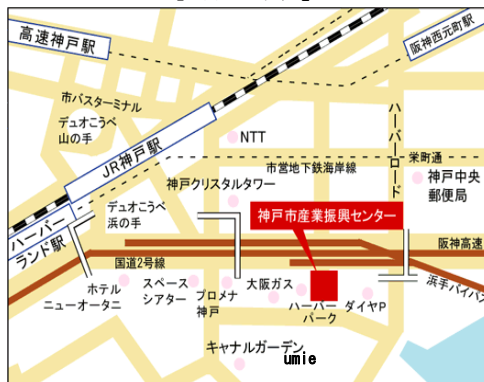 高速神戸駅
阪神西元町駅
市バスターミナル
デュオこうべ
山の手
JR神戸駅
NTT
ハーバーロード
栄町通
市営地下鉄海岸線
神戸中央
郵便局
神戸クリスタルタワー
デュオこうべ
浜の手
神戸市産業振興センター
ハーバー
ランド駅
阪神高速
国道2号線
ホテル
ニューオータニ
スペース
シアター
プロメナ
神戸
大阪ガス
ハーバー
パーク
ダイヤP
浜手バイパス
キャナルガーデン
umie